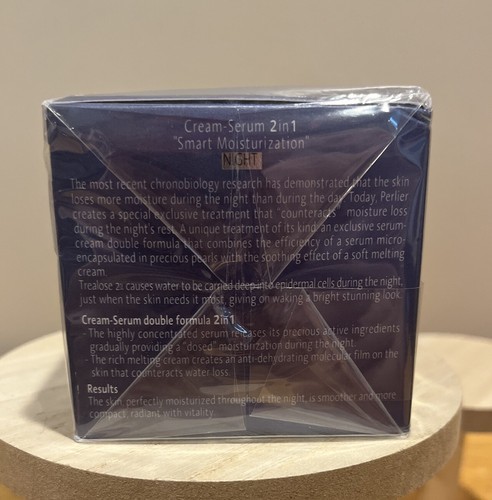 Cream-Serum 2in1
"Smart Moisturization"
NIGHT
The most recent chronobiology research has demonstrated that the skin
loses more moisture during the night than during the day. Today, Perlier
creates a special exclusive treatment that "counteracts" moisture loss
during the night's rest. A unique treatment of its kind, an exclusive serum-
cream double formula that combines the efficiency of a serum micro-
encapsulated in precious pearls with the soothing effect of a soft melting
cream.
Trealose 21 causes water to be carried deep into epidermal cells during the night,
just when the skin needs it most, giving on waking a bright stunning look.
Cream-Serum double formula 2in1
- The highly concentrated serum releases its precious active ingredients
gradually providing a "dosed" moisturization during the night.
- The rich melting cream creates an anti-dehydrating molecular film on the
skin that counteracts water loss.
Results
The skin, perfectly moisturized throughout the night, is smoother and more
compact, radiant with vitality.